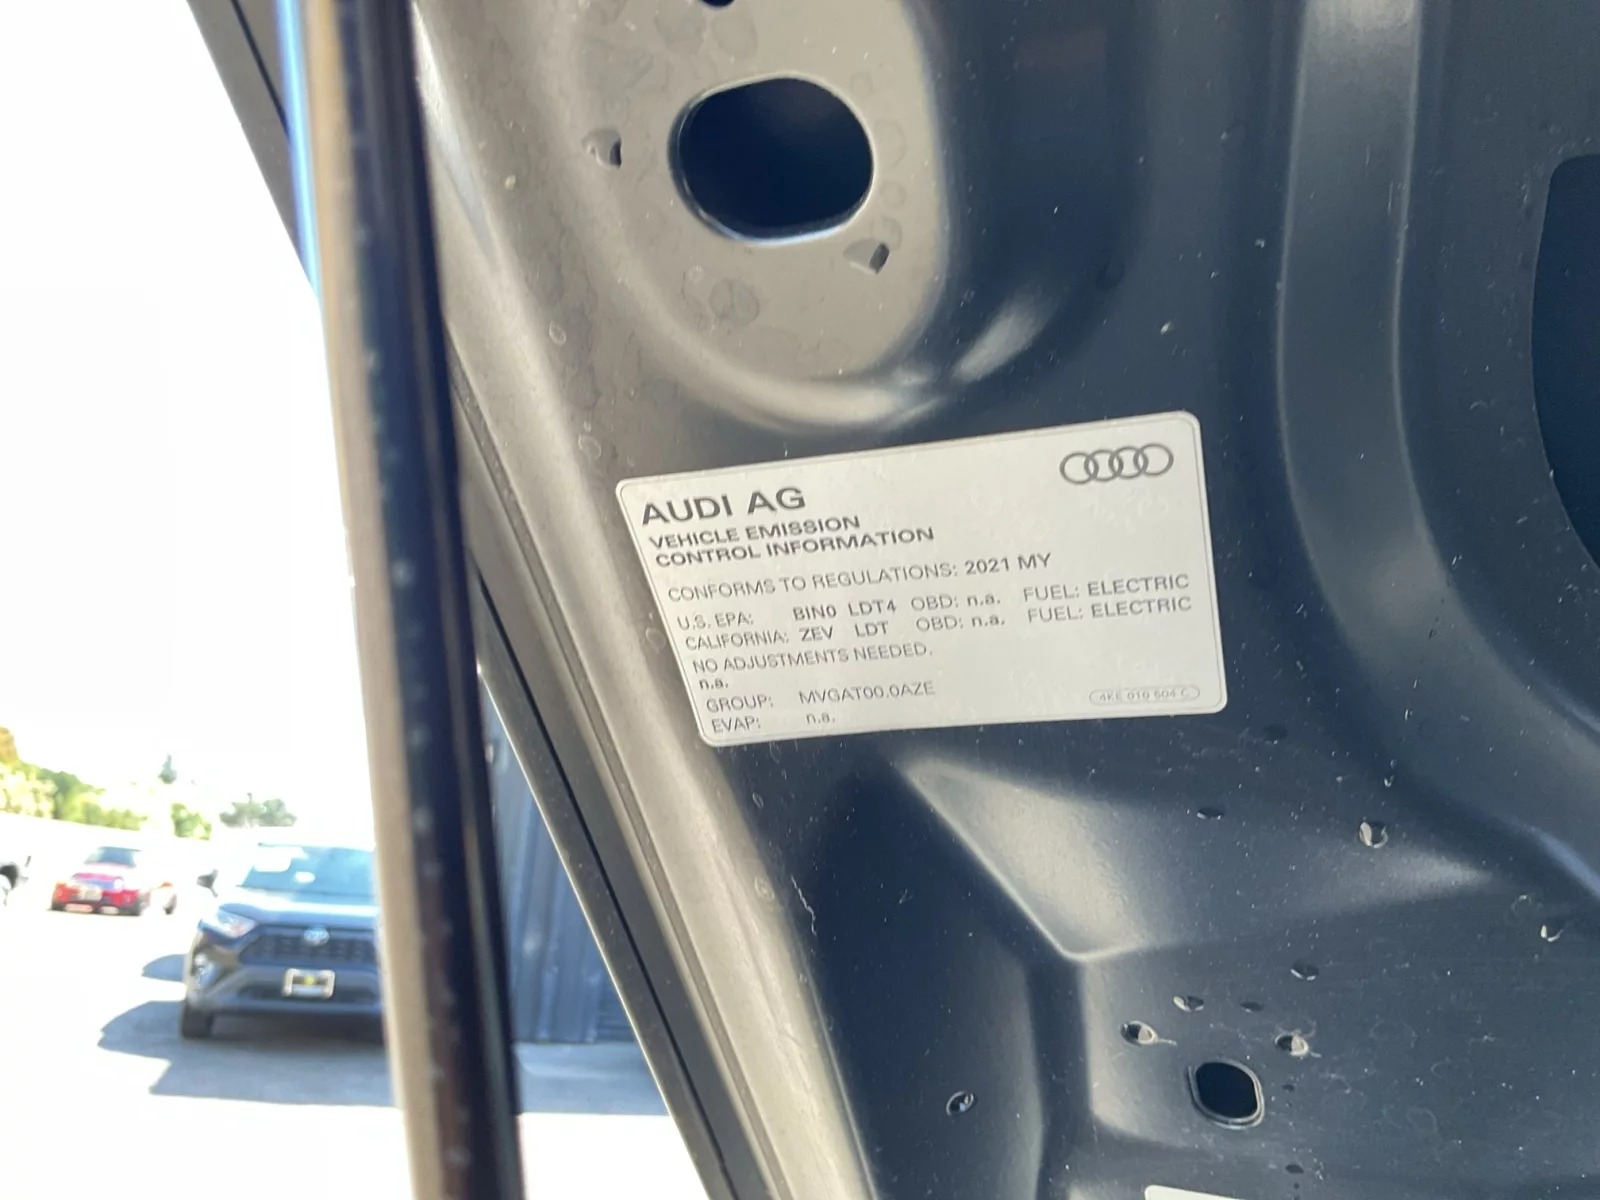 AUDI AG
VEHICLE EMISSION
CONTROL INFORMATION
CONFORMS TO REGULATIONS: 2021 MY
U.S. EPA: BIN0 LDT4 OBD: n.a. FUEL: ELECTRIC
CALIFORNIA: ZEV LDT OBD: n.a. FUEL: ELECTRIC
NO ADJUSTMENTS NEEDED.
n.a.
GROUP: MVGAT00.0AZE
EVAP: n.a.
4KE 010 504 C